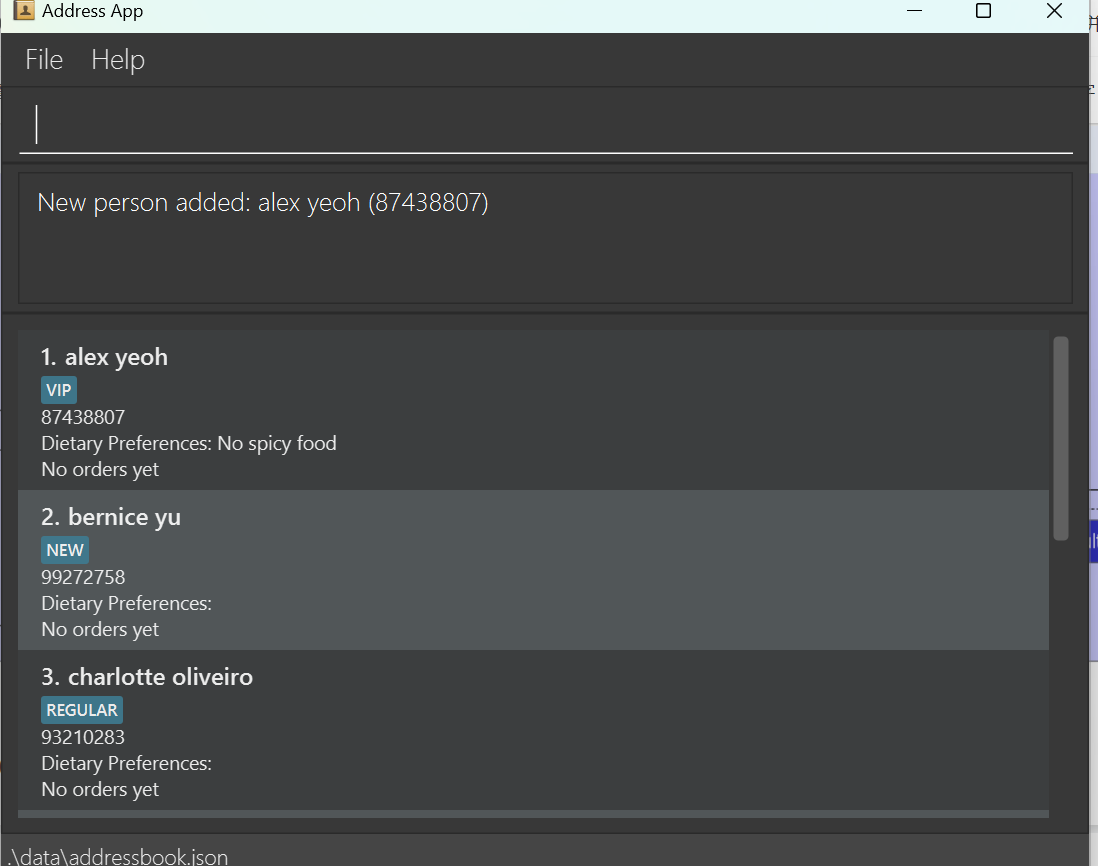 Address App
File Help
New person added: alex yeoh (87438807)
1. alex yeoh
VIP
87438807
Dietary Preferences: No spicy food
No orders yet
2. bernice yu
NEW
99272758
Dietary Preferences:
No orders yet
3. charlotte oliveiro
REGULAR
93210283
Dietary Preferences:
No orders yet
.\data\addressbook.json